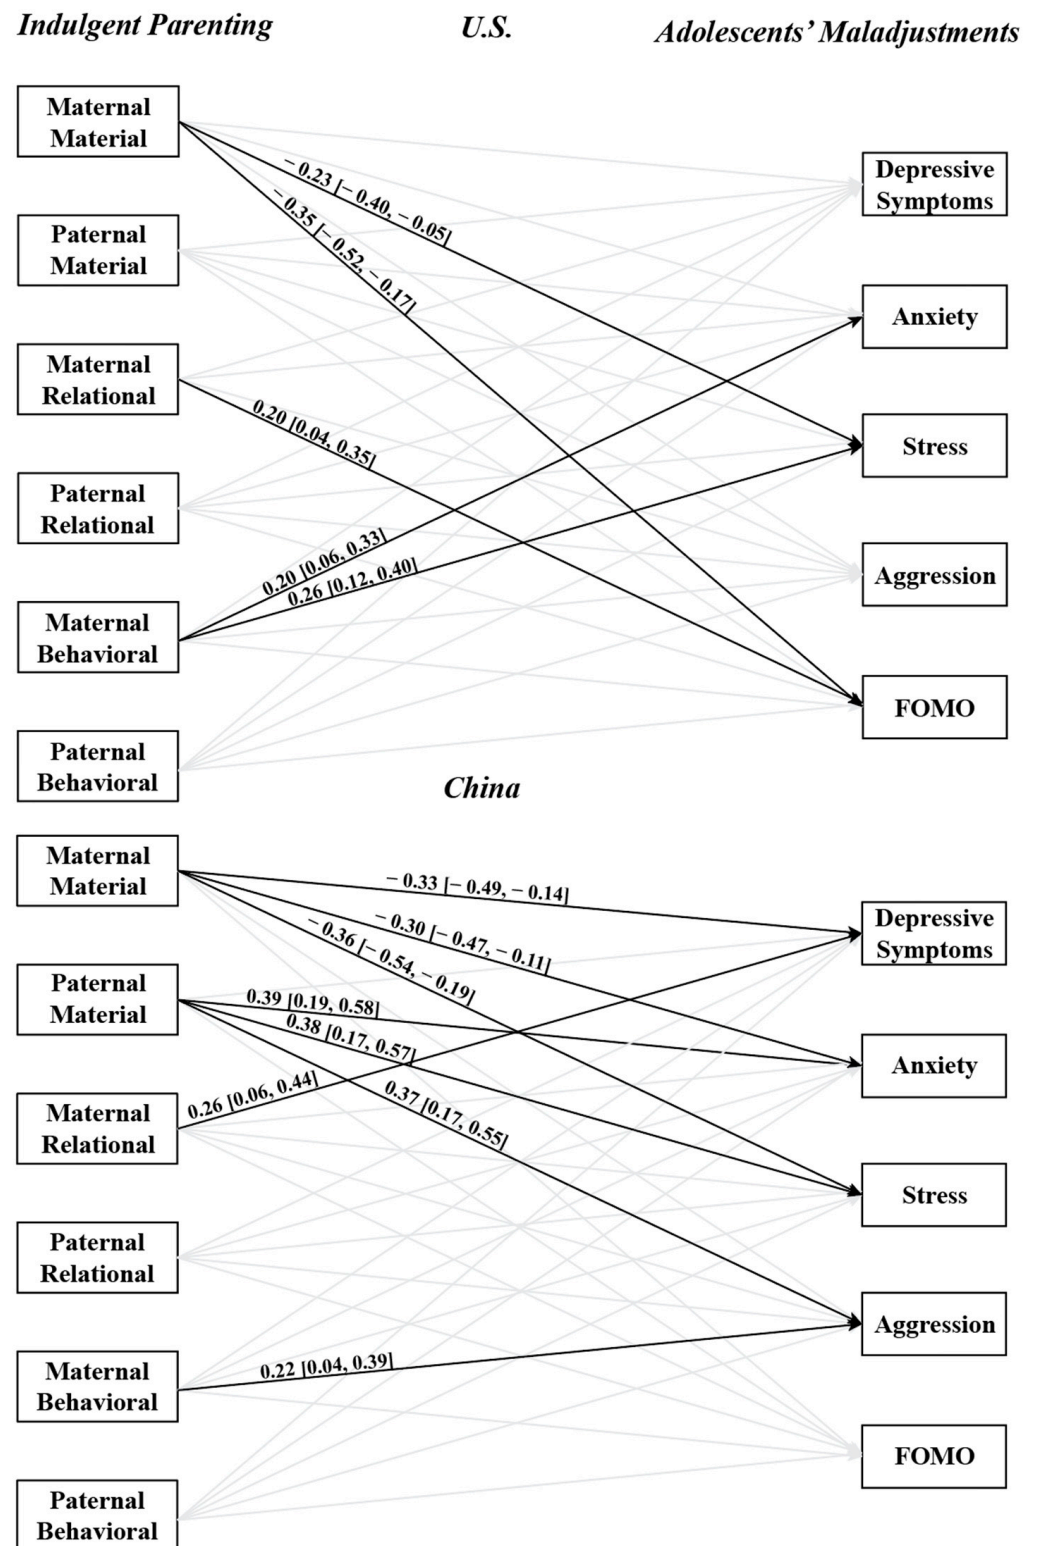 Indulgent Parenting
U.S.
Adolescents’ Maladjustments
Maternal
Material
Paternal
Material
Maternal
Relational
Paternal
Relational
Maternal
Behavioral
Paternal
Behavioral
− 0.23 [− 0.40, − 0.05]
− 0.35 [− 0.52, − 0.17]
0.20 [0.04, 0.35]
0.20 [0.06, 0.33]
0.26 [0.12, 0.40]
Depressive
Symptoms
Anxiety
Stress
Aggression
FOMO
China
Maternal
Material
Paternal
Material
Maternal
Relational
Paternal
Relational
Maternal
Behavioral
Paternal
Behavioral
− 0.33 [− 0.49, − 0.14]
− 0.30 [− 0.47, − 0.11]
− 0.36 [− 0.54, − 0.19]
0.39 [0.19, 0.58]
0.38 [0.17, 0.57]
0.37 [0.17, 0.55]
0.26 [0.06, 0.44]
0.22 [0.04, 0.39]
Depressive
Symptoms
Anxiety
Stress
Aggression
FOMO